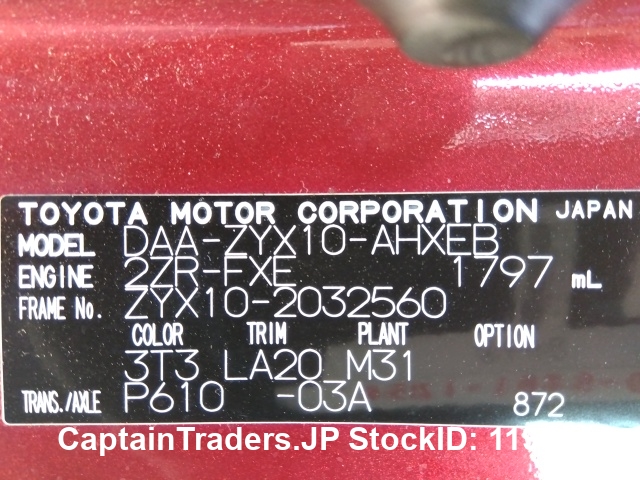 TOYOTA MOTOR CORPORATION JAPAN
MODEL DAA-ZYX10-AHXEB
ENGINE 2ZR-FXE 1797 mL
FRAME No. ZYX10-2032560
COLOR TRIM PLANT OPTION
3T3 LA20 M31
TRANS./AXLE P610 -03A 872
CaptainTraders.JP StockID: